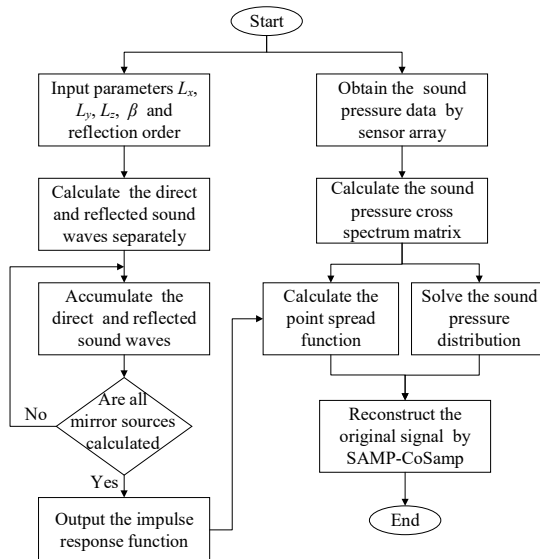 Start
Input parameters Lx,
Ly, Lz, β and
reflection order
Calculate the direct
and reflected sound
waves separately
Accumulate the
direct and reflected
sound waves
Are all
mirror sources
calculated
No
Yes
Output the impulse
response function
Obtain the sound
pressure data by
sensor array
Calculate the sound
pressure cross
spectrum matrix
Calculate the
point spread
function
Solve the sound
pressure
distribution
Reconstruct the
original signal by
SAMP-CoSamp
End